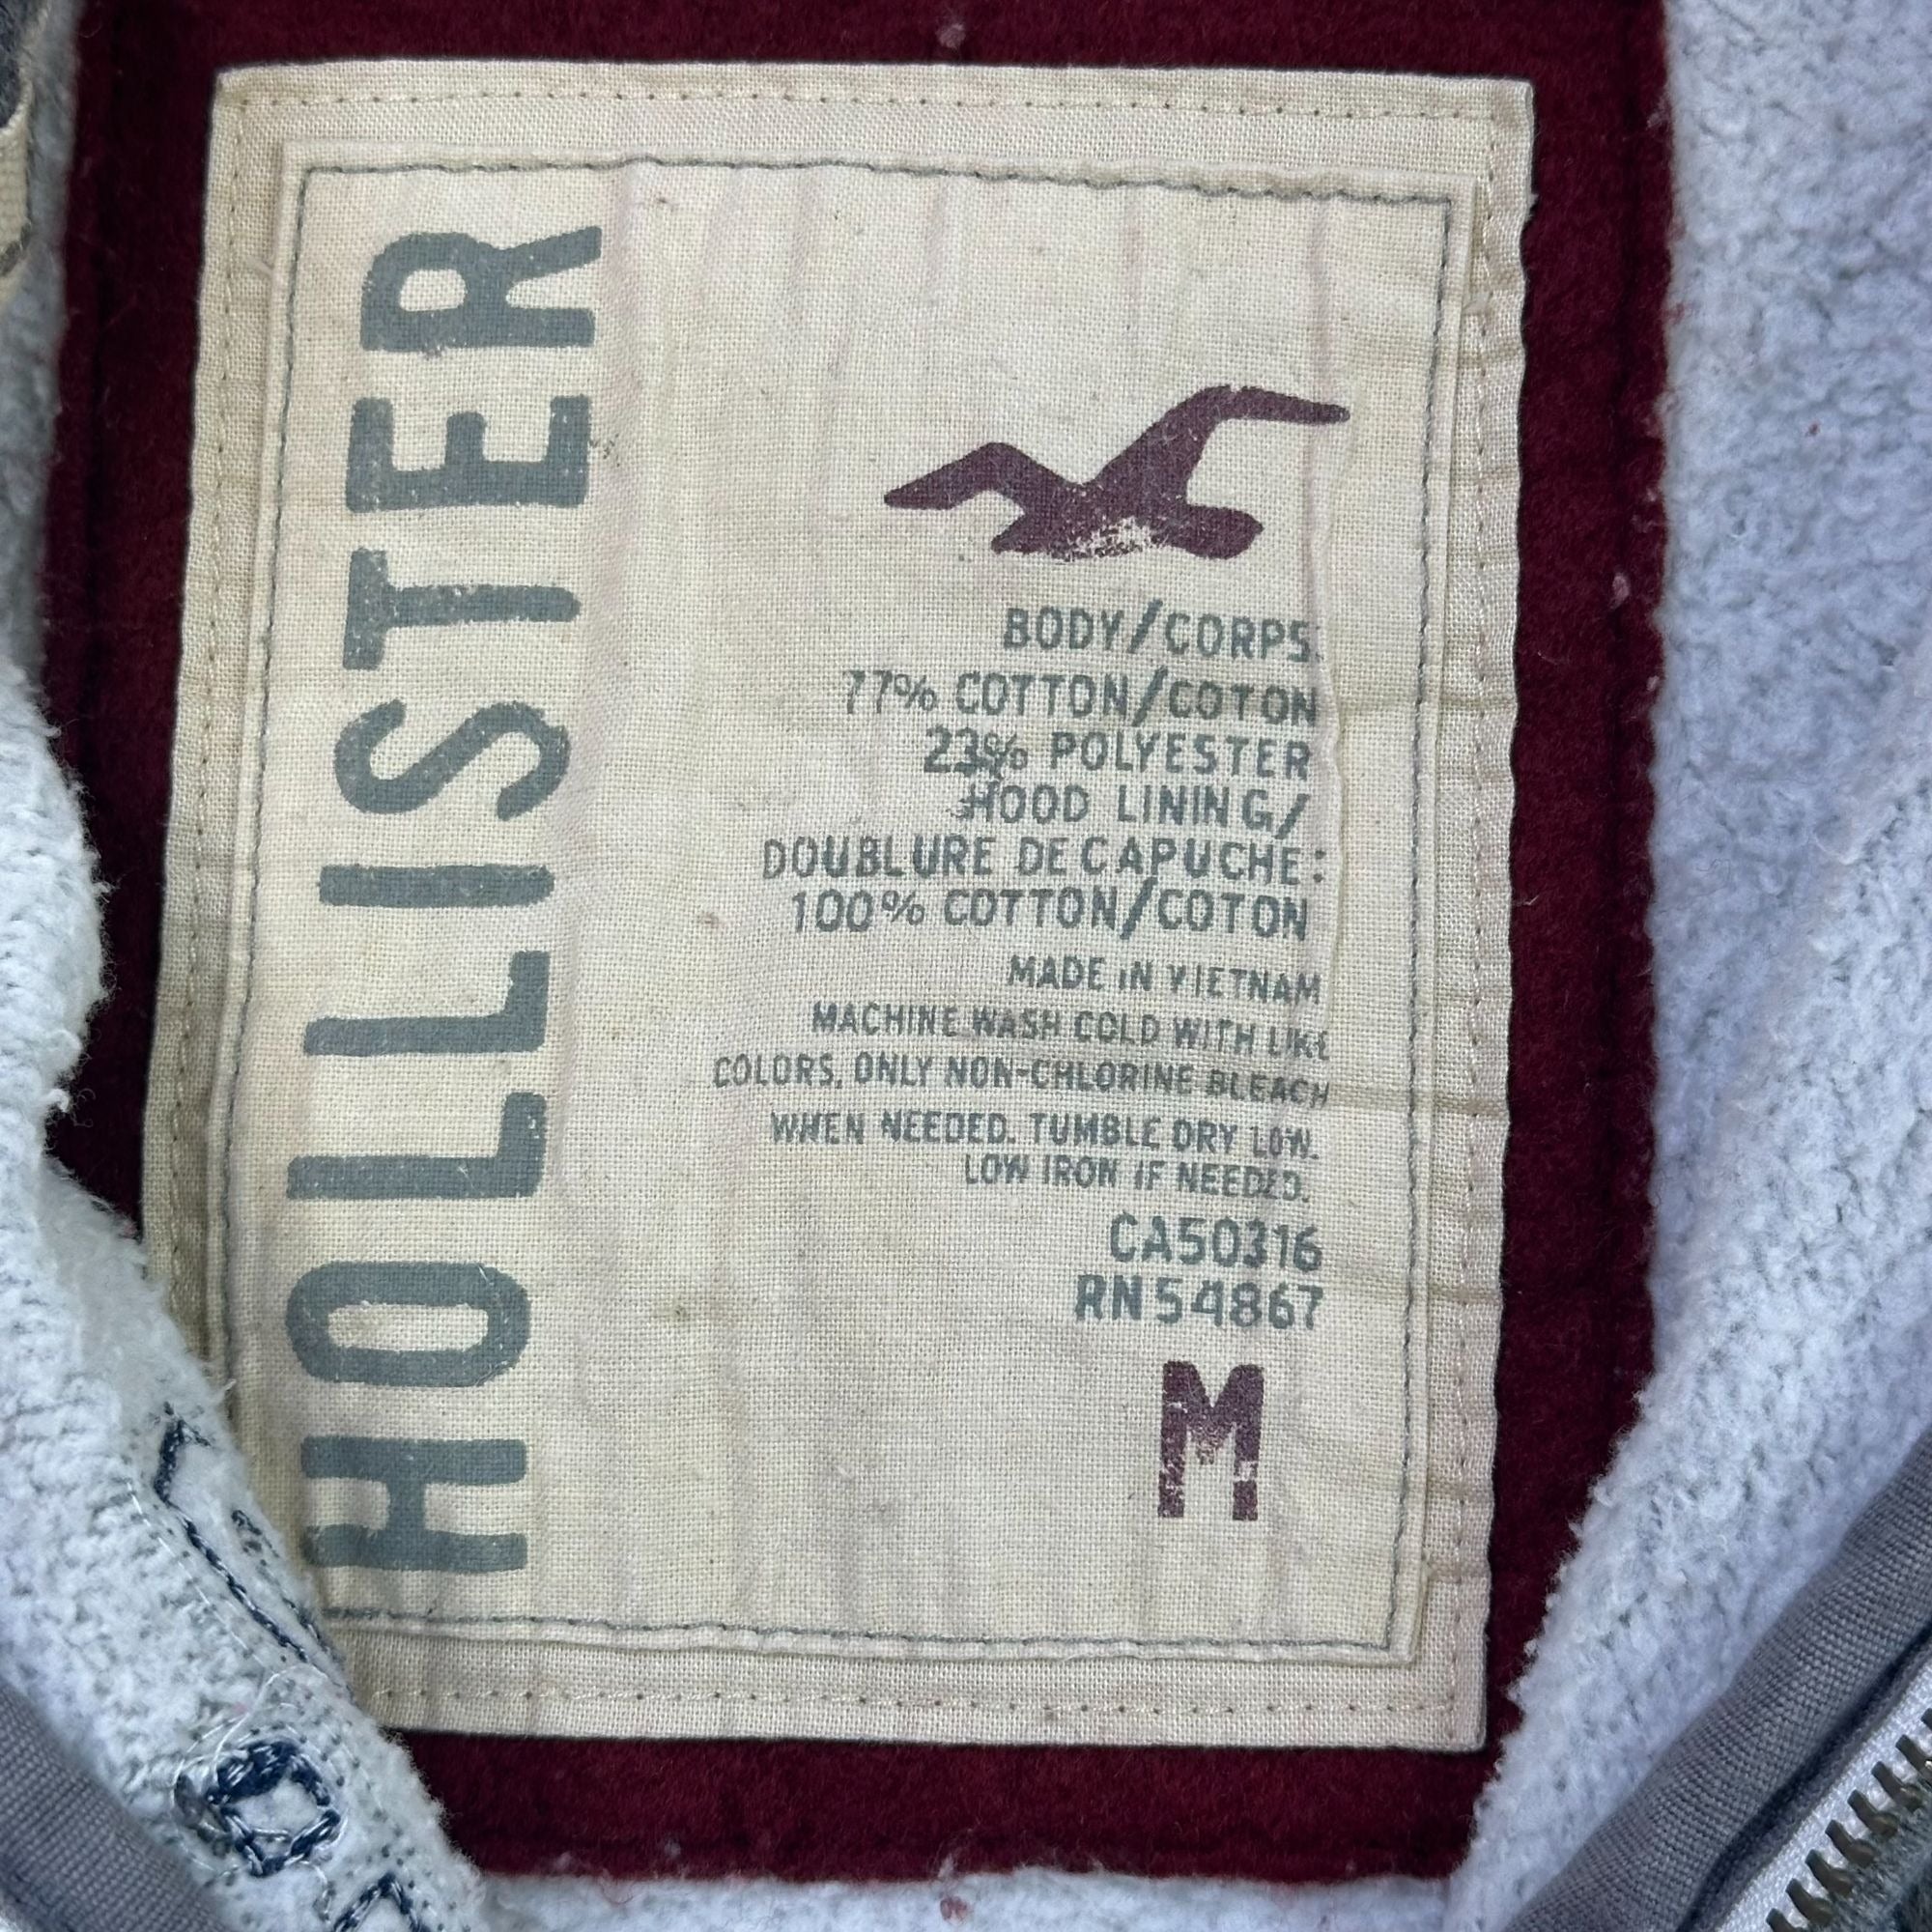 HOLLISTER
BODY/CORPS:
77% COTTON/COTON
23% POLYESTER
HOOD LINING/
DOUBLURE DE CAPUCHE:
100% COTTON/COTON
MADE IN VIETNAM
MACHINE WASH COLD WITH LIKE
COLORS, ONLY NON-CHLORINE BLEACH
WHEN NEEDED. TUMBLE DRY LOW.
LOW IRON IF NEEDED.
CA50316
RN54867
M